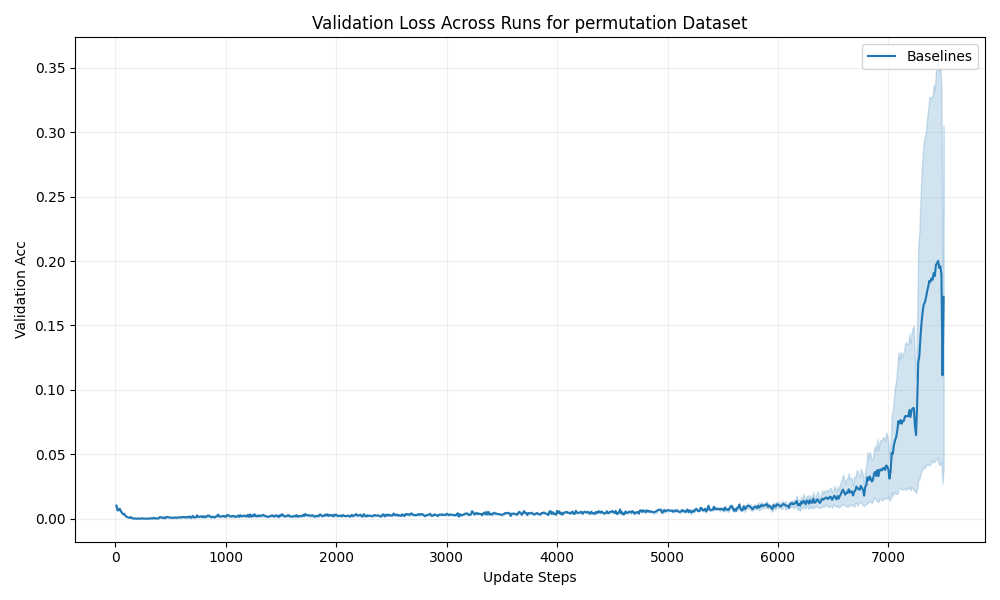 Validation Loss Across Runs for permutation Dataset
Baselines
Validation Acc
0.35
0.30
0.25
0.20
0.15
0.10
0.05
0.00
0 1000 2000 3000 4000 5000 6000 7000
Update Steps